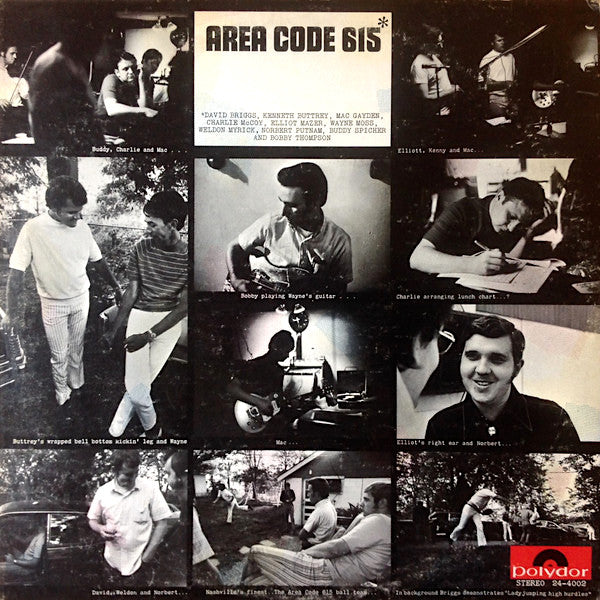 AREA CODE 615*
*DAVID BRIGGS, KENNETH BUTTREY, MAC GAYDEN,
CHARLIE McCOY, ELLIOT MAZER, WAYNE MOSS,
WELDON MYRICK, NORBERT PUTNAM, BUDDY SPICHER
AND BOBBY THOMPSON
Buddy, Charlie and Mac . . .
Elliott, Kenny and Mac...
Bobby playing Wayne's guitar . . .
Charlie arranging lunch chart...?
Buttrey's wrapped bell bottom kickin' leg and Wayne
Mac...
Elliot's right ear and Norbert...
David, Weldon and Norbert...
Nashville's finest. The Area Code 615 ball team...
In background Briggs demonstrates "Lady jumping high hurdles"
polydor
STEREO 24-4002